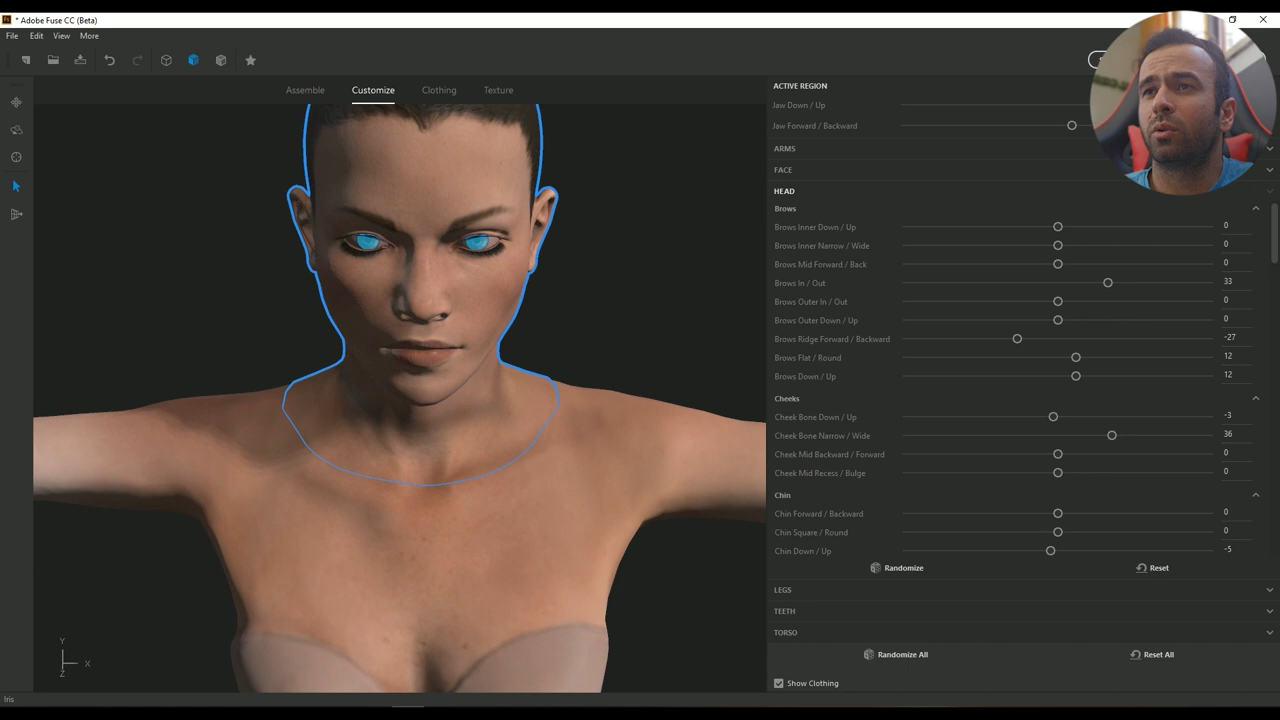 * Adobe Fuse CC (Beta)
File Edit View More
Assemble Customize Clothing Texture
ACTIVE REGION
Jaw Down / Up
Jaw Forward / Backward
ARMS
FACE
HEAD
Brows
Brows Inner Down / Up 0
Brows Inner Narrow / Wide 0
Brows Mid Forward / Back 0
Brows In / Out 33
Brows Outer In / Out 0
Brows Outer Down / Up 0
Brows Ridge Forward / Backward -27
Brows Flat / Round 12
Brows Down / Up 12
Cheeks
Cheek Bone Down / Up -3
Cheek Bone Narrow / Wide 36
Cheek Mid Backward / Forward 0
Cheek Mid Recess / Bulge 0
Chin
Chin Forward / Backward 0
Chin Square / Round 0
Chin Down / Up -5
Randomize Reset
LEGS
TEETH
TORSO
Randomize All Reset All
Show Clothing
Y
X
Z
Iris